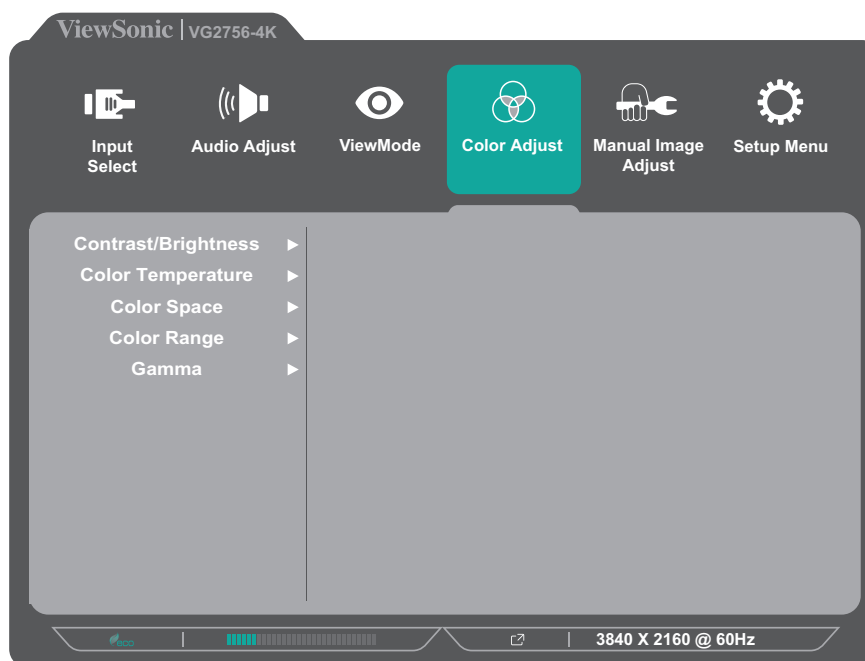 ViewSonic | VG2756-4K
Input
Select
Audio Adjust
ViewMode
Color Adjust
Manual Image
Adjust
Setup Menu
Contrast/Brightness
Color Temperature
Color Space
Color Range
Gamma
eco
3840 X 2160 @ 60Hz